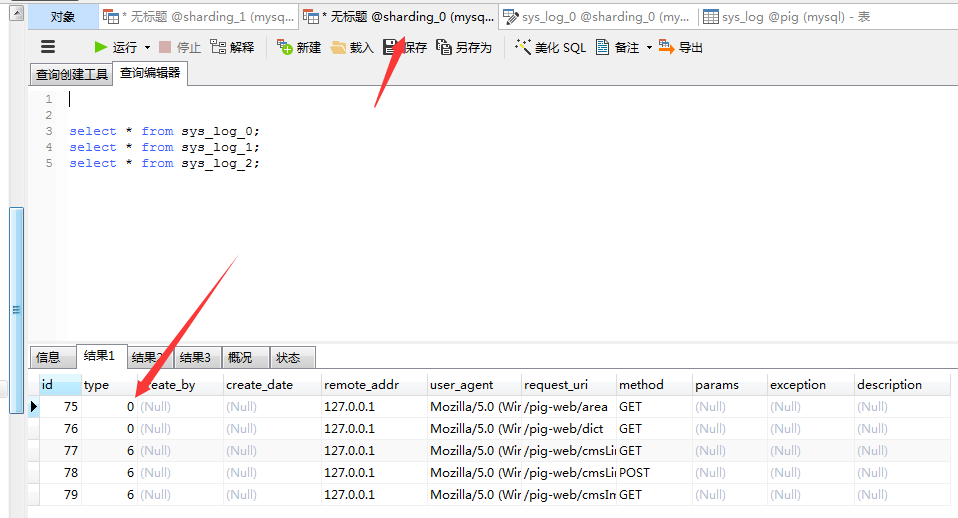 对象 * 无标题 @sharding_1 (mysq... * 无标题 @sharding_0 (mysq... sys_log_0 @sharding_0 (my... sys_log @pig (mysql) - 表
运行 停止 解释 新建 载入 保存 另存为 美化 SQL 备注 导出
查询创建工具 查询编辑器
1
2
3 select * from sys_log_0;
4 select * from sys_log_1;
5 select * from sys_log_2;
信息 结果1 结果2 结果3 概况 状态
id type create_by create_date remote_addr user_agent request_uri method params exception description
75 0 (Null) (Null) 127.0.0.1 Mozilla/5.0 (Wir /pig-web/area GET (Null) (Null) (Null)
76 0 (Null) (Null) 127.0.0.1 Mozilla/5.0 (Wir /pig-web/dict GET (Null) (Null) (Null)
77 6 (Null) (Null) 127.0.0.1 Mozilla/5.0 (Wir /pig-web/cmsLi GET (Null) (Null) (Null)
78 6 (Null) (Null) 127.0.0.1 Mozilla/5.0 (Wir /pig-web/cmsLi POST (Null) (Null) (Null)
79 6 (Null) (Null) 127.0.0.1 Mozilla/5.0 (Wir /pig-web/cmsIn GET (Null) (Null) (Null)